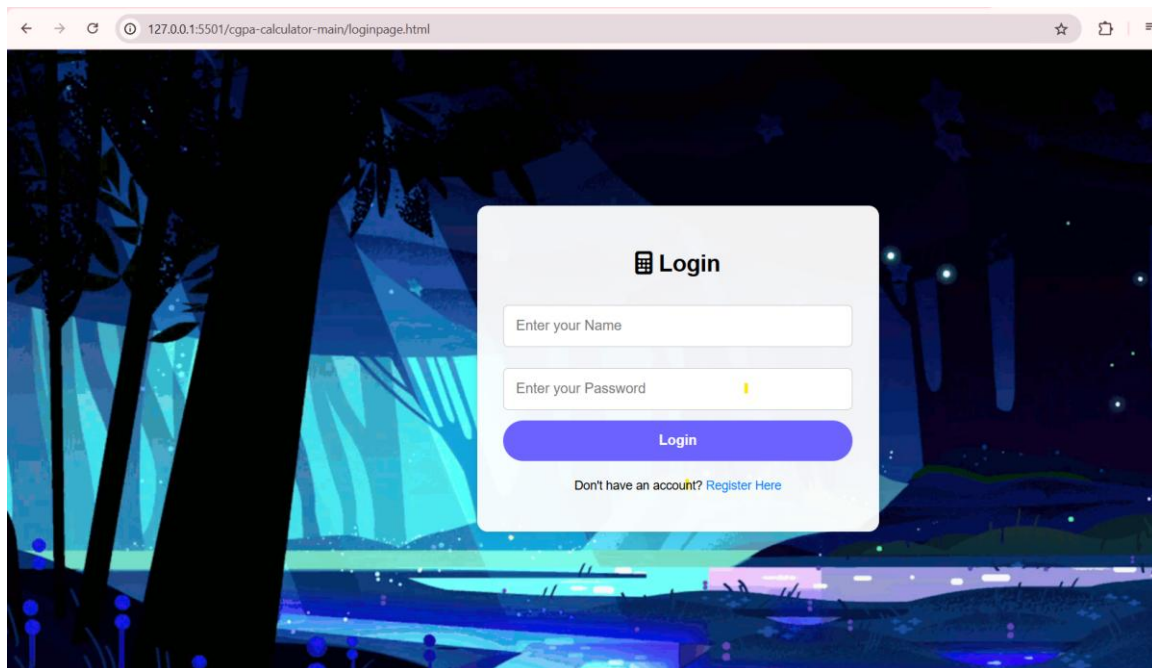 127.0.0.1:5501/cgpa-calculator-main/loginpage.html
Login
Enter your Name
Enter your Password
Login
Don't have an account? Register Here